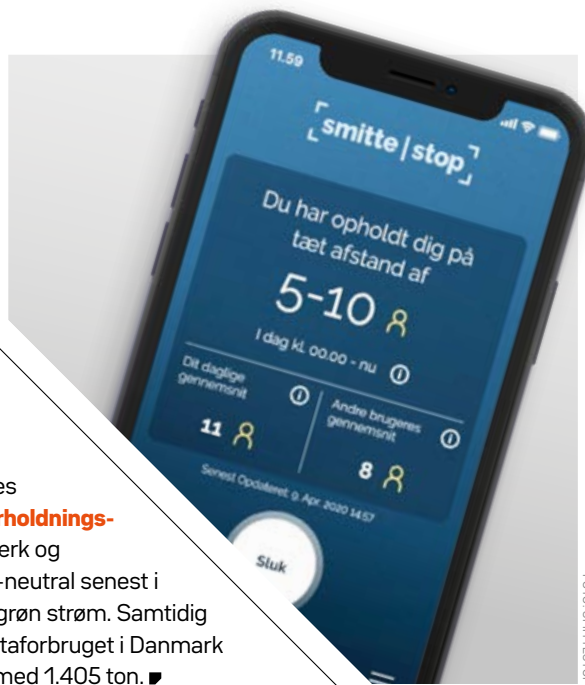 11.59
smitte|stop
Du har opholdt dig på
tæt afstand af
5-10
I dag kl. 00.00 - nu
Dit daglige
gennemsnit
11
Andre brugeres
gennemsnit
8
Senest Opdateret: 9. Apr. 2020 14:57
Sluk
es
rholdnings-
erk og
-neutral senest i
grøn strøm. Samtidig
taforbruget i Danmark
med 1.405 ton.